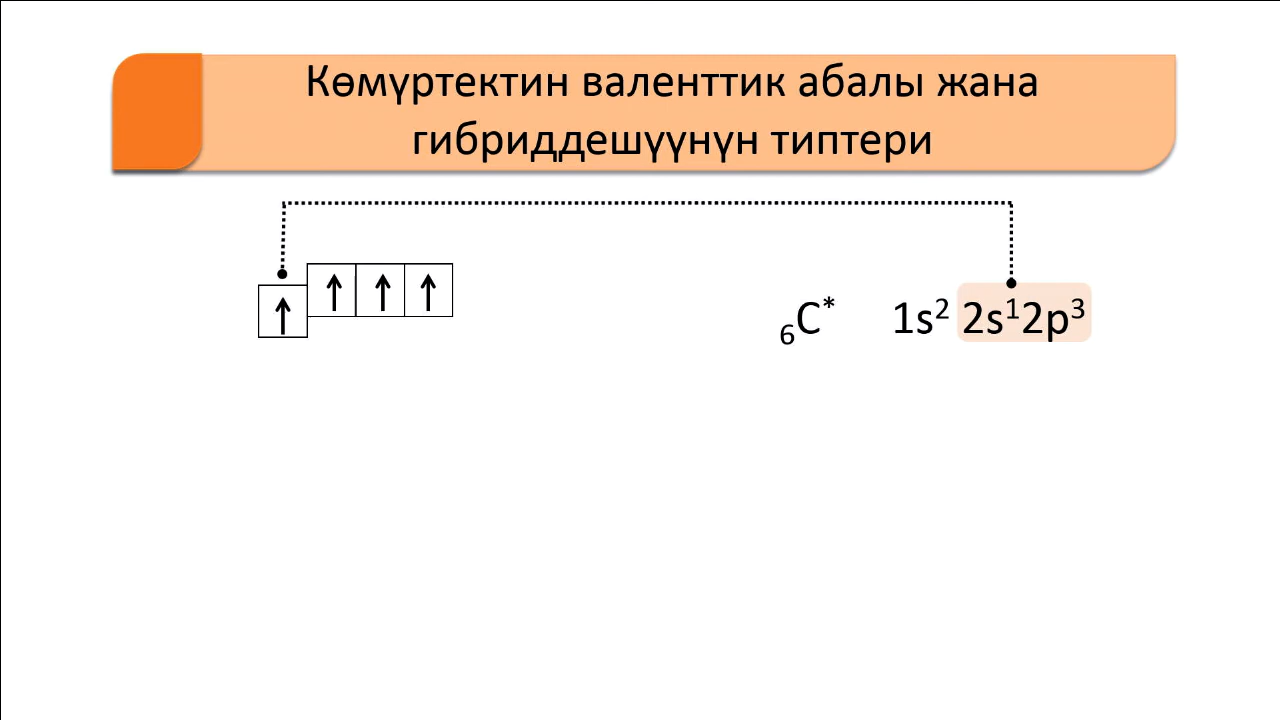 Көмүртектин валенттик абалы жана
гибриддешүүнүн типтери
₆C* 1s² 2s¹2p³